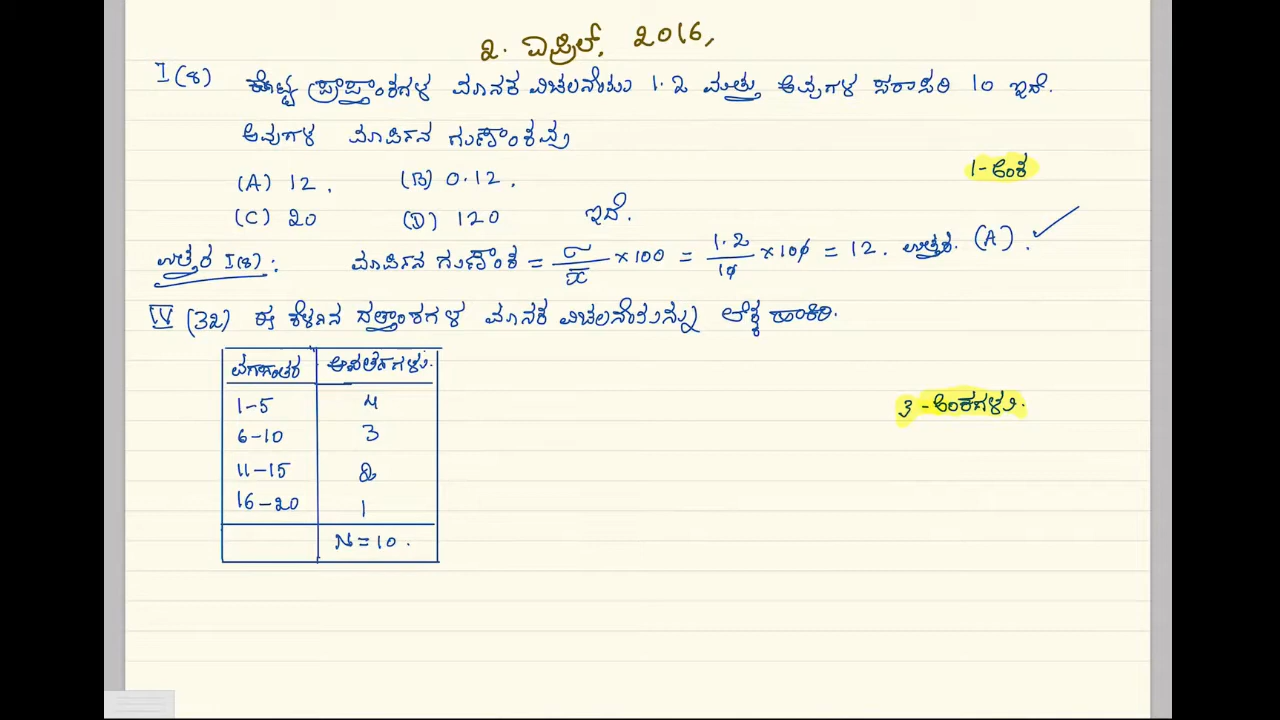 ೨. ಏಪ್ರಿಲ್, 2016,
I(8) ಕೊಟ್ಟ ಪ್ರಾಪ್ತಾಂಕಗಳ ಮಾನಕ ವಿಚಲನೆಯು 1.2 ಮತ್ತು ಅವುಗಳ ಸರಾಸರಿ 10 ಇದೆ.
ಅವುಗಳ ಮಾರ್ಪಿನ ಗುಣಾಂಕವು
1-ಅಂಕ
(A) 12, (B) 0.12,
(C) 20 (D) 120 ಇದೆ.
ಉತ್ತರ I(8): ಮಾರ್ಪಿನ ಗುಣಾಂಕ = σ/x̄ × 100 = 1.2/10 × 100 = 12. ಉತ್ತರ. (A). ✓
IV (32) ಈ ಕೆಳಗಿನ ದತ್ತಾಂಶಗಳ ಮಾನಕ ವಿಚಲನೆಯನ್ನು ಲೆಕ್ಕ ಹಾಕಿರಿ.
ವರ್ಗಾಂತರ ಆವೃತ್ತಿಗಳು.
1-5 4
3-ಅಂಕಗಳು.
6-10 3
11-15 2
16-20 1
N=10.